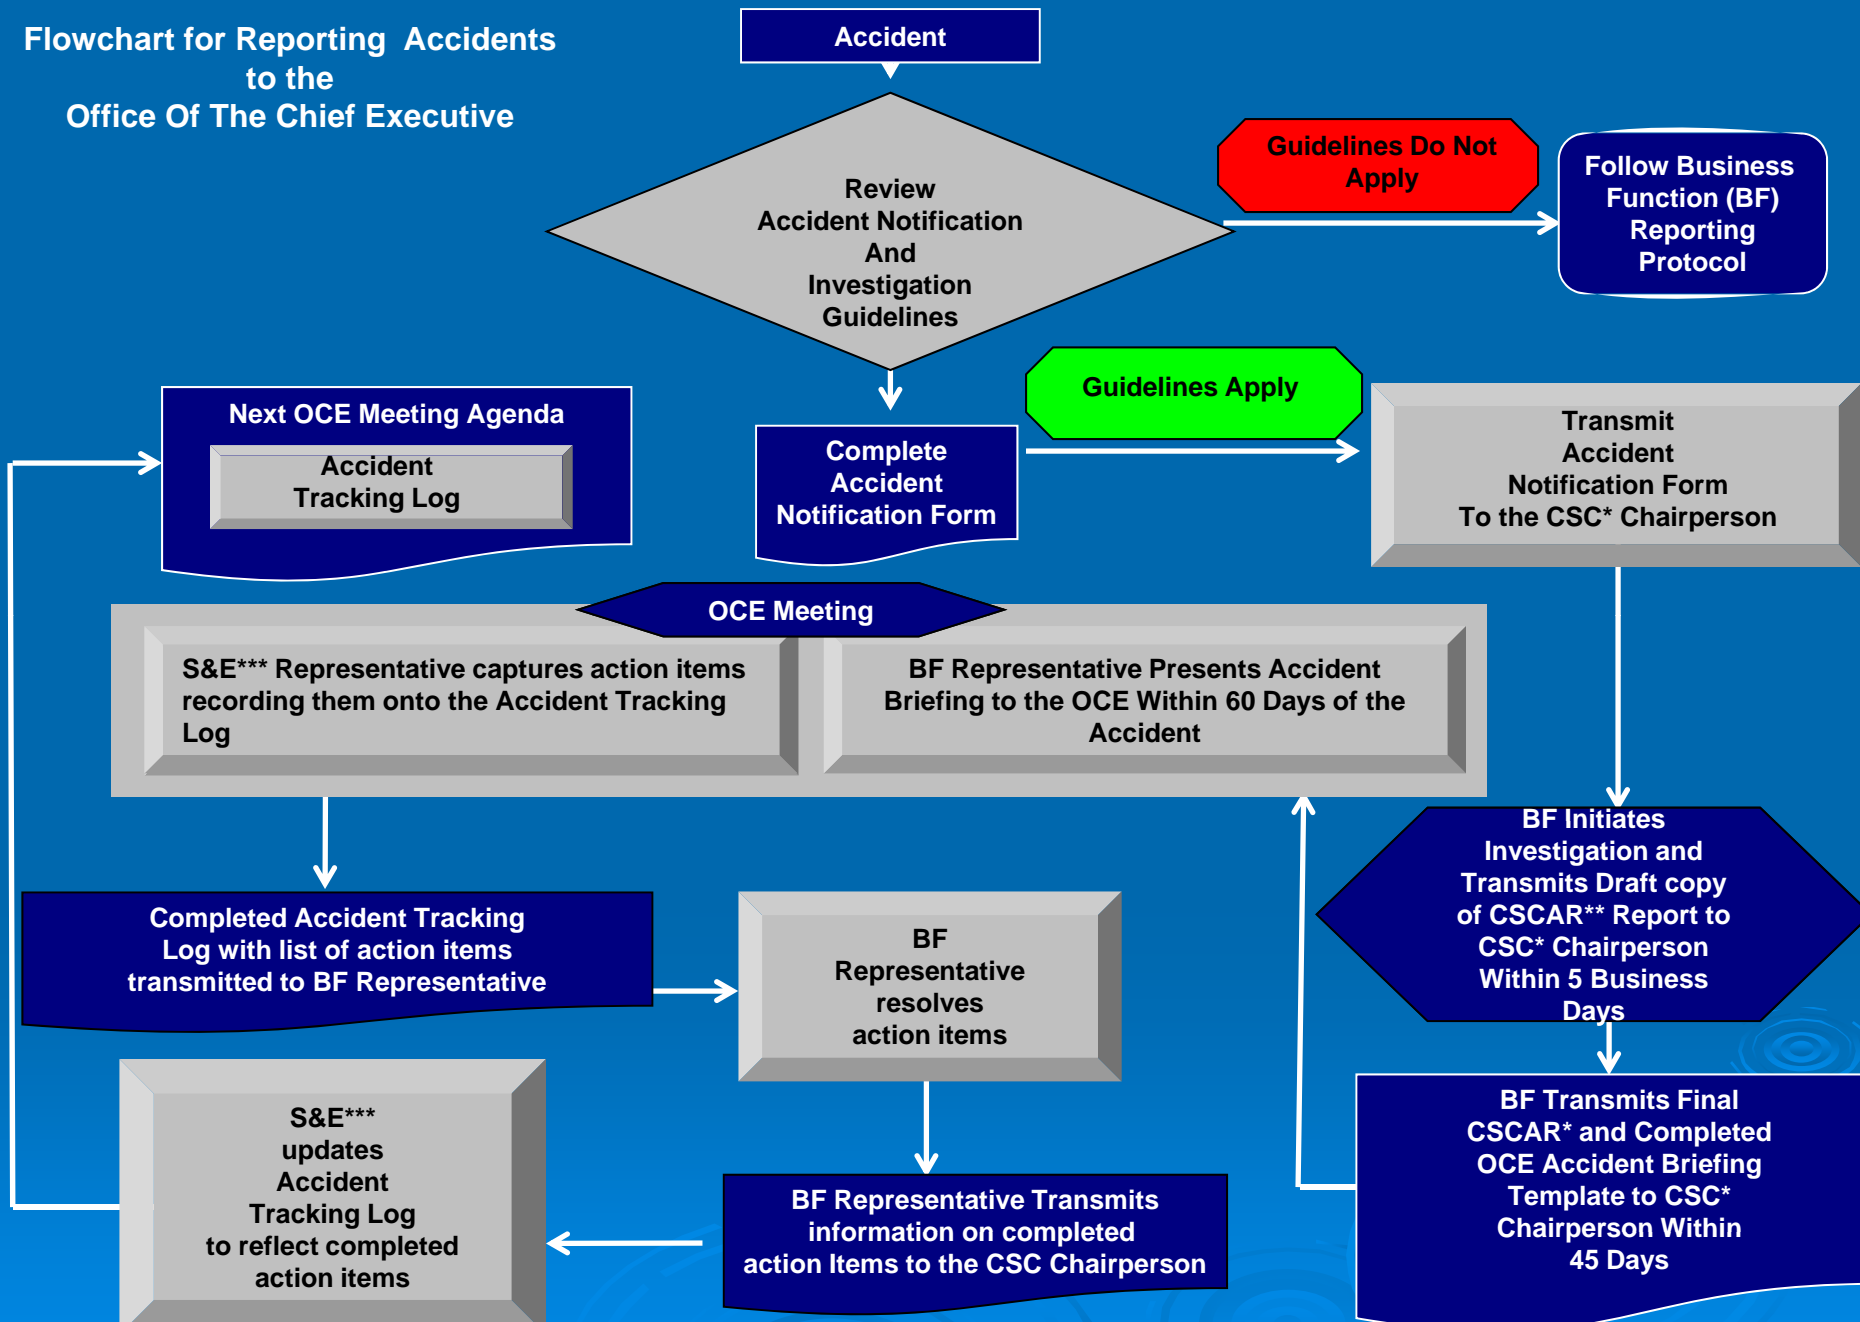 Flowchart for Reporting Accidents
to the
Office Of The Chief Executive
Accident
Review
Accident Notification
And
Investigation
Guidelines
Guidelines Do Not
Apply
Follow Business
Function (BF)
Reporting
Protocol
Guidelines Apply
Complete
Accident
Notification Form
Transmit
Accident
Notification Form
To the CSC* Chairperson
Next OCE Meeting Agenda
Accident
Tracking Log
OCE Meeting
S&E*** Representative captures action items
recording them onto the Accident Tracking
Log
BF Representative Presents Accident
Briefing to the OCE Within 60 Days of the
Accident
BF Initiates
Investigation and
Transmits Draft copy
of CSCAR** Report to
CSC* Chairperson
Within 5 Business
Days
Completed Accident Tracking
Log with list of action items
transmitted to BF Representative
BF
Representative
resolves
action items
BF Transmits Final
CSCAR* and Completed
OCE Accident Briefing
Template to CSC*
Chairperson Within
45 Days
S&E***
updates
Accident
Tracking Log
to reflect completed
action items
BF Representative Transmits
information on completed
action Items to the CSC Chairperson